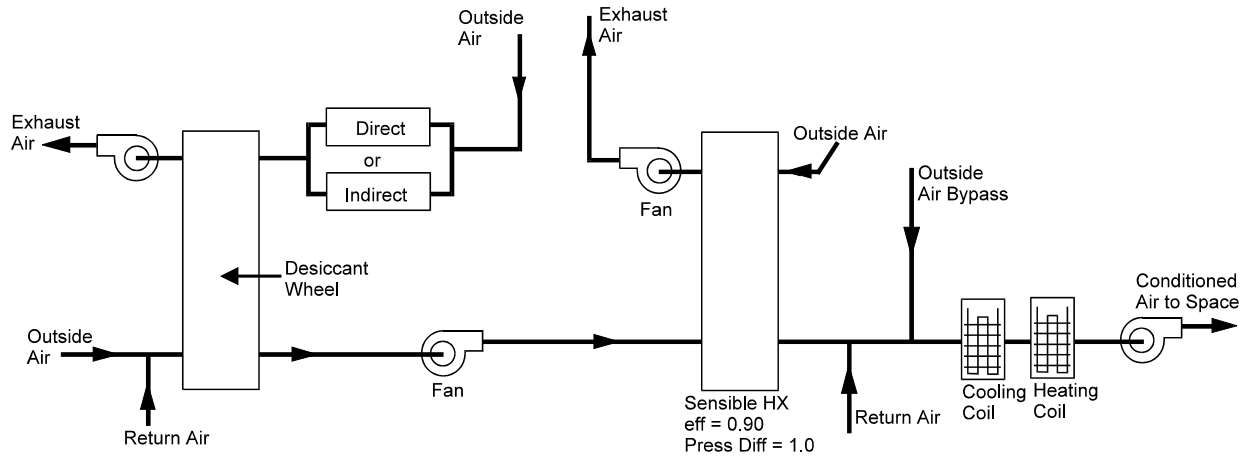 Outside
Air
Exhaust
Air
Exhaust
Air
Direct
or
Indirect
Outside Air
Fan
Outside
Air Bypass
Desiccant
Wheel
Conditioned
Air to Space
Outside
Air
Fan
Return Air
Sensible HX
eff = 0.90
Press Diff = 1.0
Return Air
Cooling
Coil
Heating
Coil